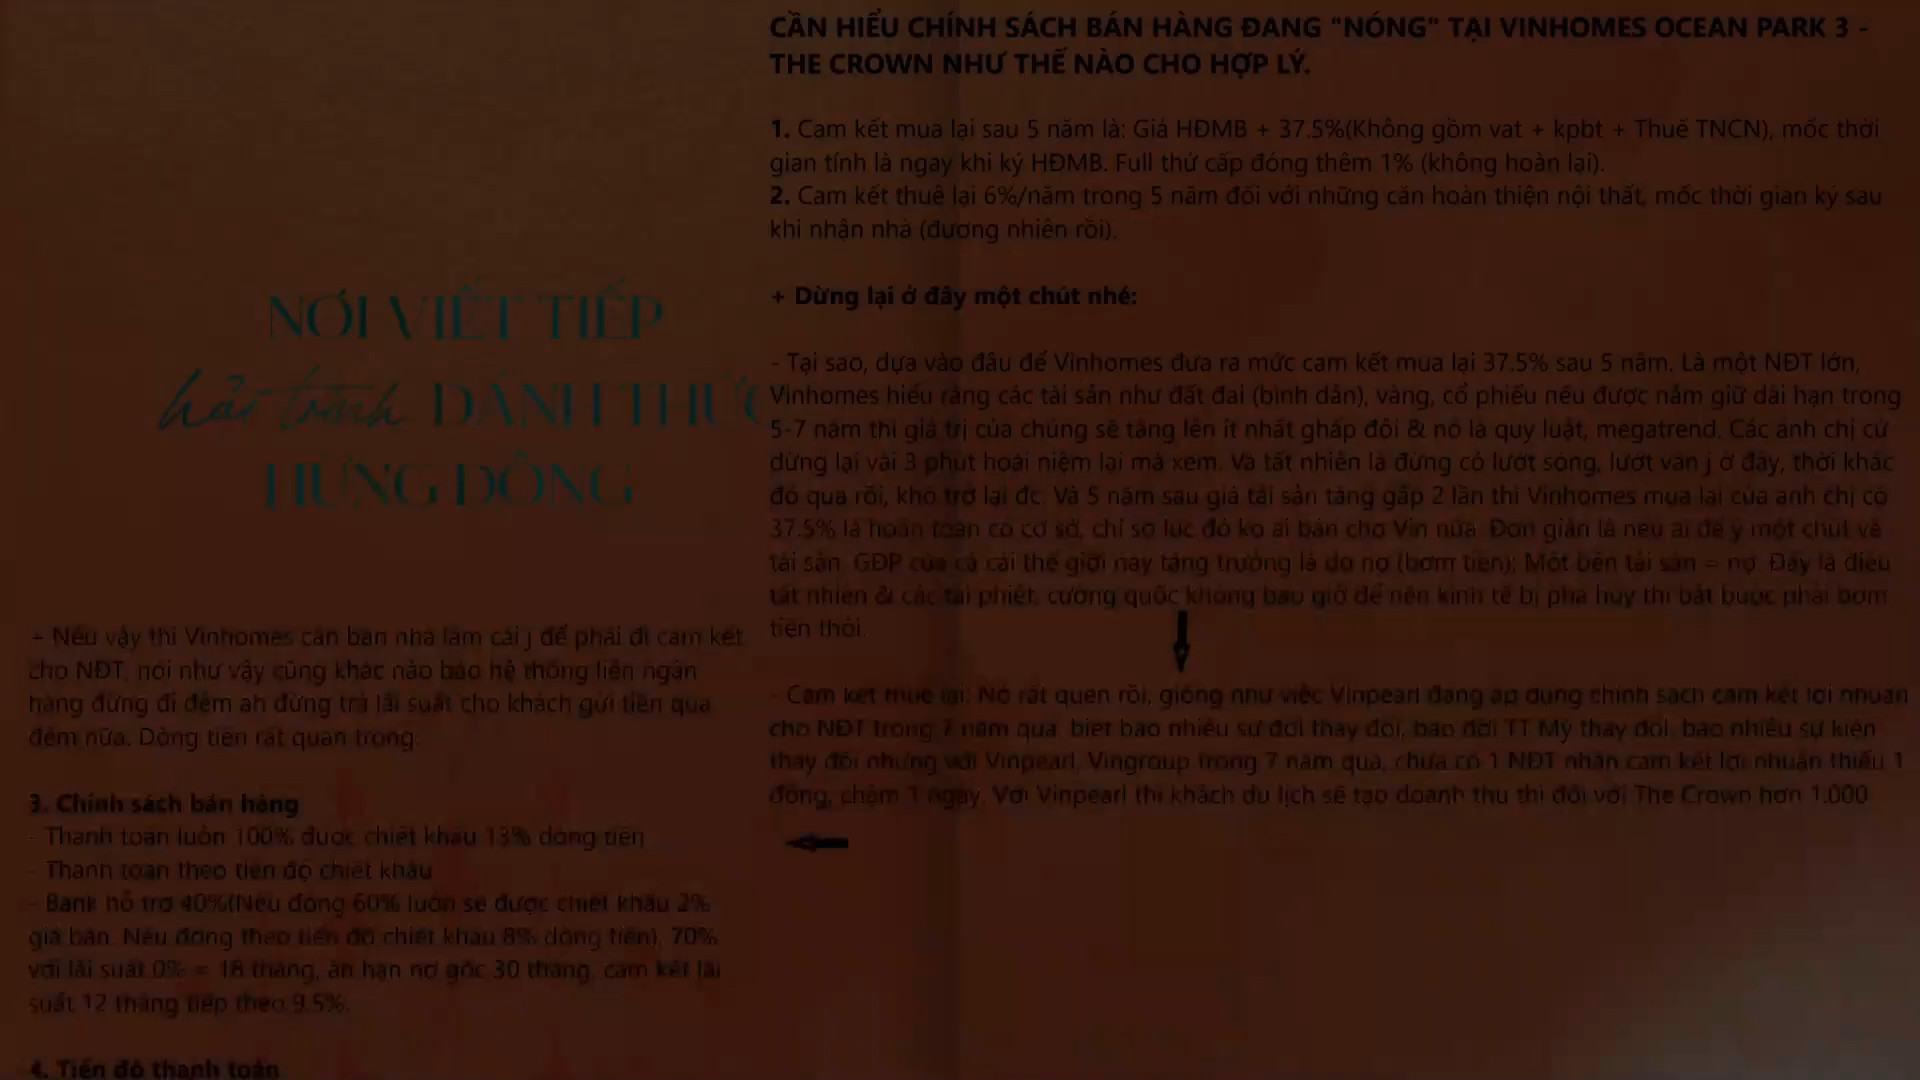 CẦN HIỂU CHÍNH SÁCH BÁN HÀNG ĐANG "NÓNG" TẠI VINHOMES OCEAN PARK 3 -
THE CROWN NHƯ THẾ NÀO CHO HỢP LÝ.
1. Cam kết mua lại sau 5 năm là: Giá HĐMB + 37.5%(Không gồm vat + kpbt + Thuế TNCN), mốc thời
gian tính là ngay khi ký HĐMB. Full thứ cấp đóng thêm 1% (không hoàn lại).
2. Cam kết thuê lại 6%/năm trong 5 năm đối với những căn hoàn thiện nội thất, mốc thời gian ký sau
khi nhận nhà (đương nhiên rồi).
+ Dừng lại ở đây một chút nhé:
- Tại sao, dựa vào đâu để Vinhomes đưa ra mức cam kết mua lại 37.5% sau 5 năm. Là một NĐT lớn,
Vinhomes hiểu rằng các tài sản như đất đai (bình dân), vàng, cổ phiếu nếu được nắm giữ dài hạn trong
5-7 năm thì giá trị của chúng sẽ tăng lên ít nhất ghấp đôi & nó là quy luật, megatrend. Các anh chị cứ
dừng lại vài 3 phút hoài niệm lại mà xem. Và tất nhiên là đừng có lướt sóng, lướt ván j ở đây, thời khắc
đó qua rồi, khó trở lại đc. Và 5 năm sau giá tài sản tăng gấp 2 lần thì Vinhomes mua lại của anh chị có
37.5% là hoàn toàn có cơ sở, chỉ sợ lúc đó ko ai bán cho Vin nữa. Đơn giản là nếu ai để ý một chút về
tài sản, GDP của cả cái thế giới này tăng trưởng là do nợ (bơm tiền); Một bên tài sản = nợ. Đấy là điều
tất nhiên & các tài phiệt, cường quốc không bao giờ để nền kinh tế bị phá hủy thì bắt buộc phải bơm
tiền thôi.
- Cam kết thuê lại. Nó rất quen rồi, giống như việc Vinpearl đang áp dụng chính sách cam kết lợi nhuận
cho NĐT trong 7 năm qua, biết bao nhiêu sự đổi thay đổi, bao đời TT Mỹ thay đổi, bao nhiêu sự kiện
thay đổi nhưng với Vinpearl, Vingroup trong 7 năm qua, chưa có 1 NĐT nhận cam kết lợi nhuận thiếu 1
đồng, chậm 1 ngày. Với Vinpearl thì khách du lịch sẽ tạo doanh thu thì đối với The Crown hơn 1.000
NƠI VIẾT TIẾP
hải trình ĐÁNH THỨC
HỪNG ĐÔNG
+ Nếu vậy thì Vinhomes cần bán nhà làm cái j để phải đi cam kết
cho NĐT, nói như vậy cũng khác nào bảo hệ thống liên ngân
hàng đừng đi đêm ah đừng trả lãi suất cho khách gửi tiền qua
đêm nữa. Dòng tiền rất quan trọng.
3. Chính sách bán hàng
- Thanh toán luôn 100% được chiết khấu 13% dòng tiền
- Thanh toán theo tiến độ chiết khấu
- Bank hỗ trợ 40%(Nếu đóng 60% luôn sẽ được chiết khấu 2%
giá bán. Nếu đóng theo tiến độ chiết khấu 8% dòng tiền), 70%
với lãi suất 0% = 18 tháng, ân hạn nợ gốc 30 tháng, cam kết lãi
suất 12 tháng tiếp theo 9.5%.
4. Tiến độ thanh toán